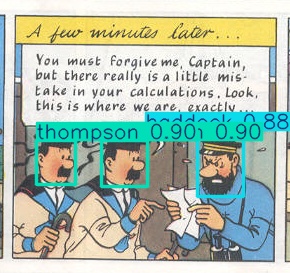 A few minutes later...
You must forgive me, Captain,
but there really is a little mis-
take in your calculations. Look,
this is where we are, exactly...
haddock 0.88
thompson 0.90
0.90